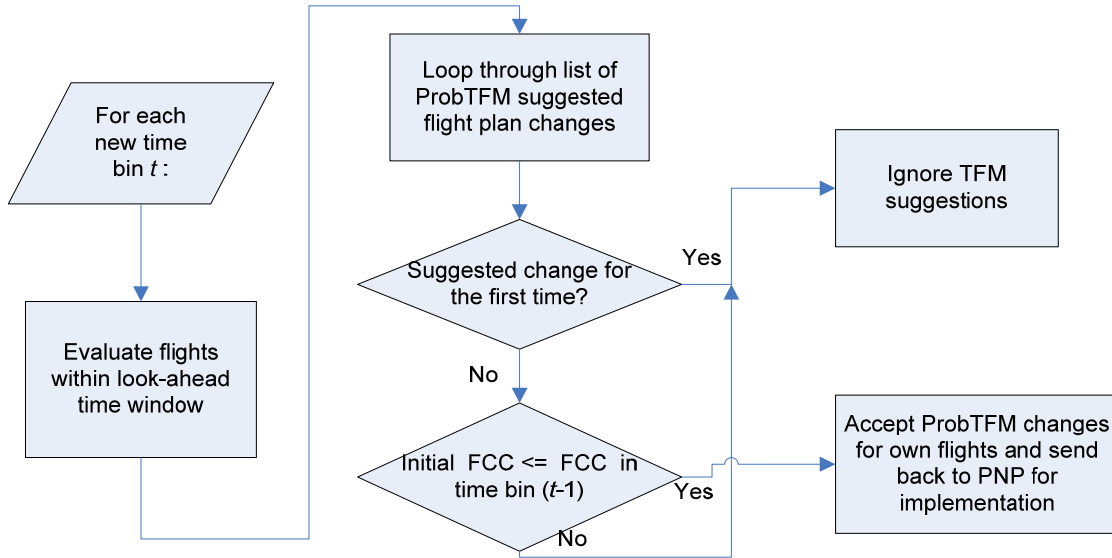 For each
new time
bin t :
Evaluate flights
within look-ahead
time window
Loop through list of
ProbTFM suggested
flight plan changes
Suggested change for
the first time?
Yes
No
Initial FCC <= FCC in
time bin (t-1)
Yes
No
Ignore TFM
suggestions
Accept ProbTFM changes
for own flights and send
back to PNP for
implementation